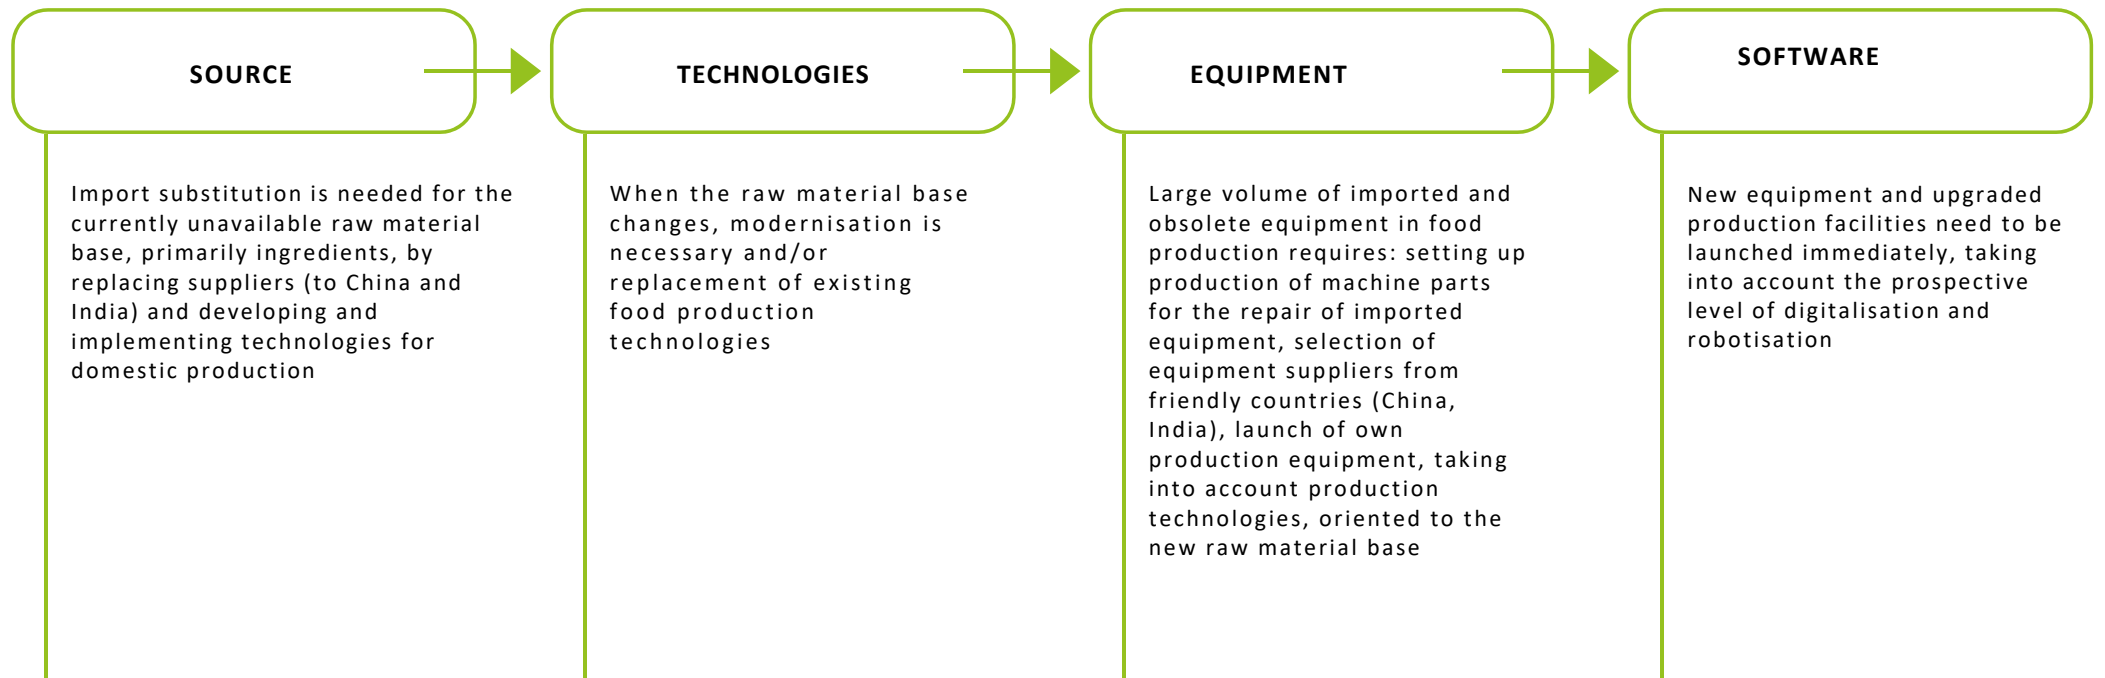 SOURCE
Import substitution is needed for the
currently unavailable raw material
base, primarily ingredients, by
replacing suppliers (to China and
India) and developing and
implementing technologies for
domestic production
TECHNOLOGIES
When the raw material base
changes, modernisation is
necessary and/or
replacement of existing
food production
technologies
EQUIPMENT
Large volume of imported and
obsolete equipment in food
production requires: setting up
production of machine parts
for the repair of imported
equipment, selection of
equipment suppliers from
friendly countries (China,
India), launch of own
production equipment, taking
into account production
technologies, oriented to the
new raw material base
SOFTWARE
New equipment and upgraded
production facilities need to be
launched immediately, taking
into account the prospective
level of digitalisation and
robotisation